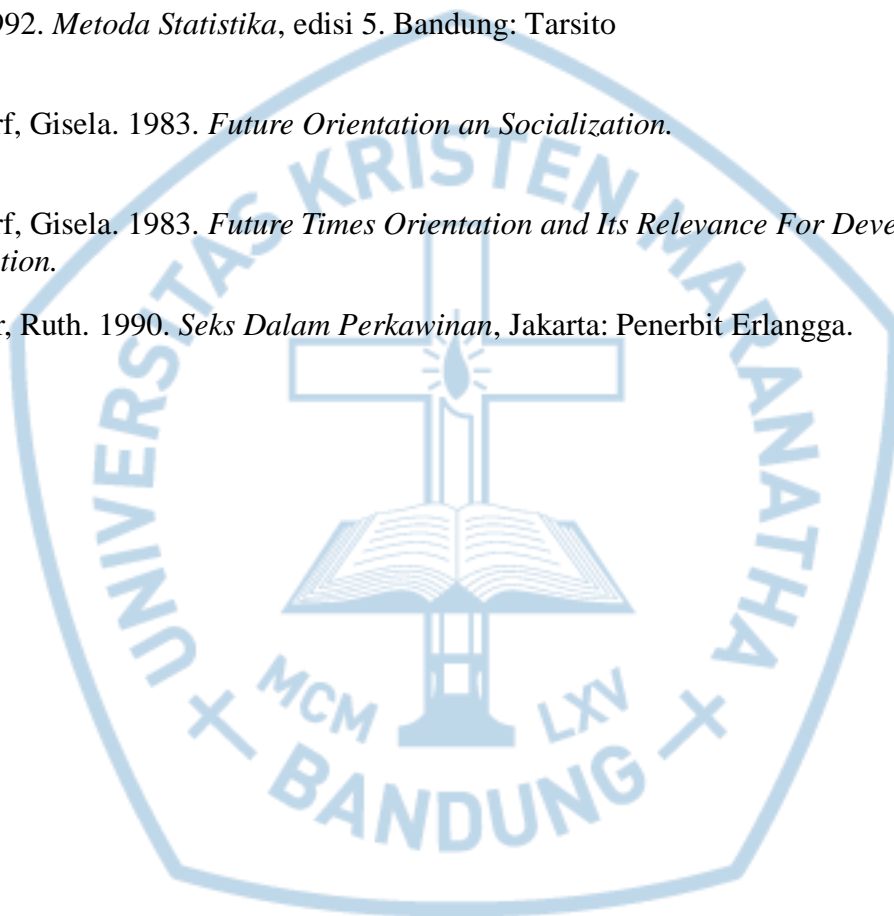 992. Metoda Statistika, edisi 5. Bandung: Tarsito
rf, Gisela. 1983. Future Orientation an Socialization.
rf, Gisela. 1983. Future Times Orientation and Its Relevance For Deve
tion.
r, Ruth. 1990. Seks Dalam Perkawinan, Jakarta: Penerbit Erlangga.
UNIVERSITAS KRISTEN MARANATHA
MCM LXV
BANDUNG